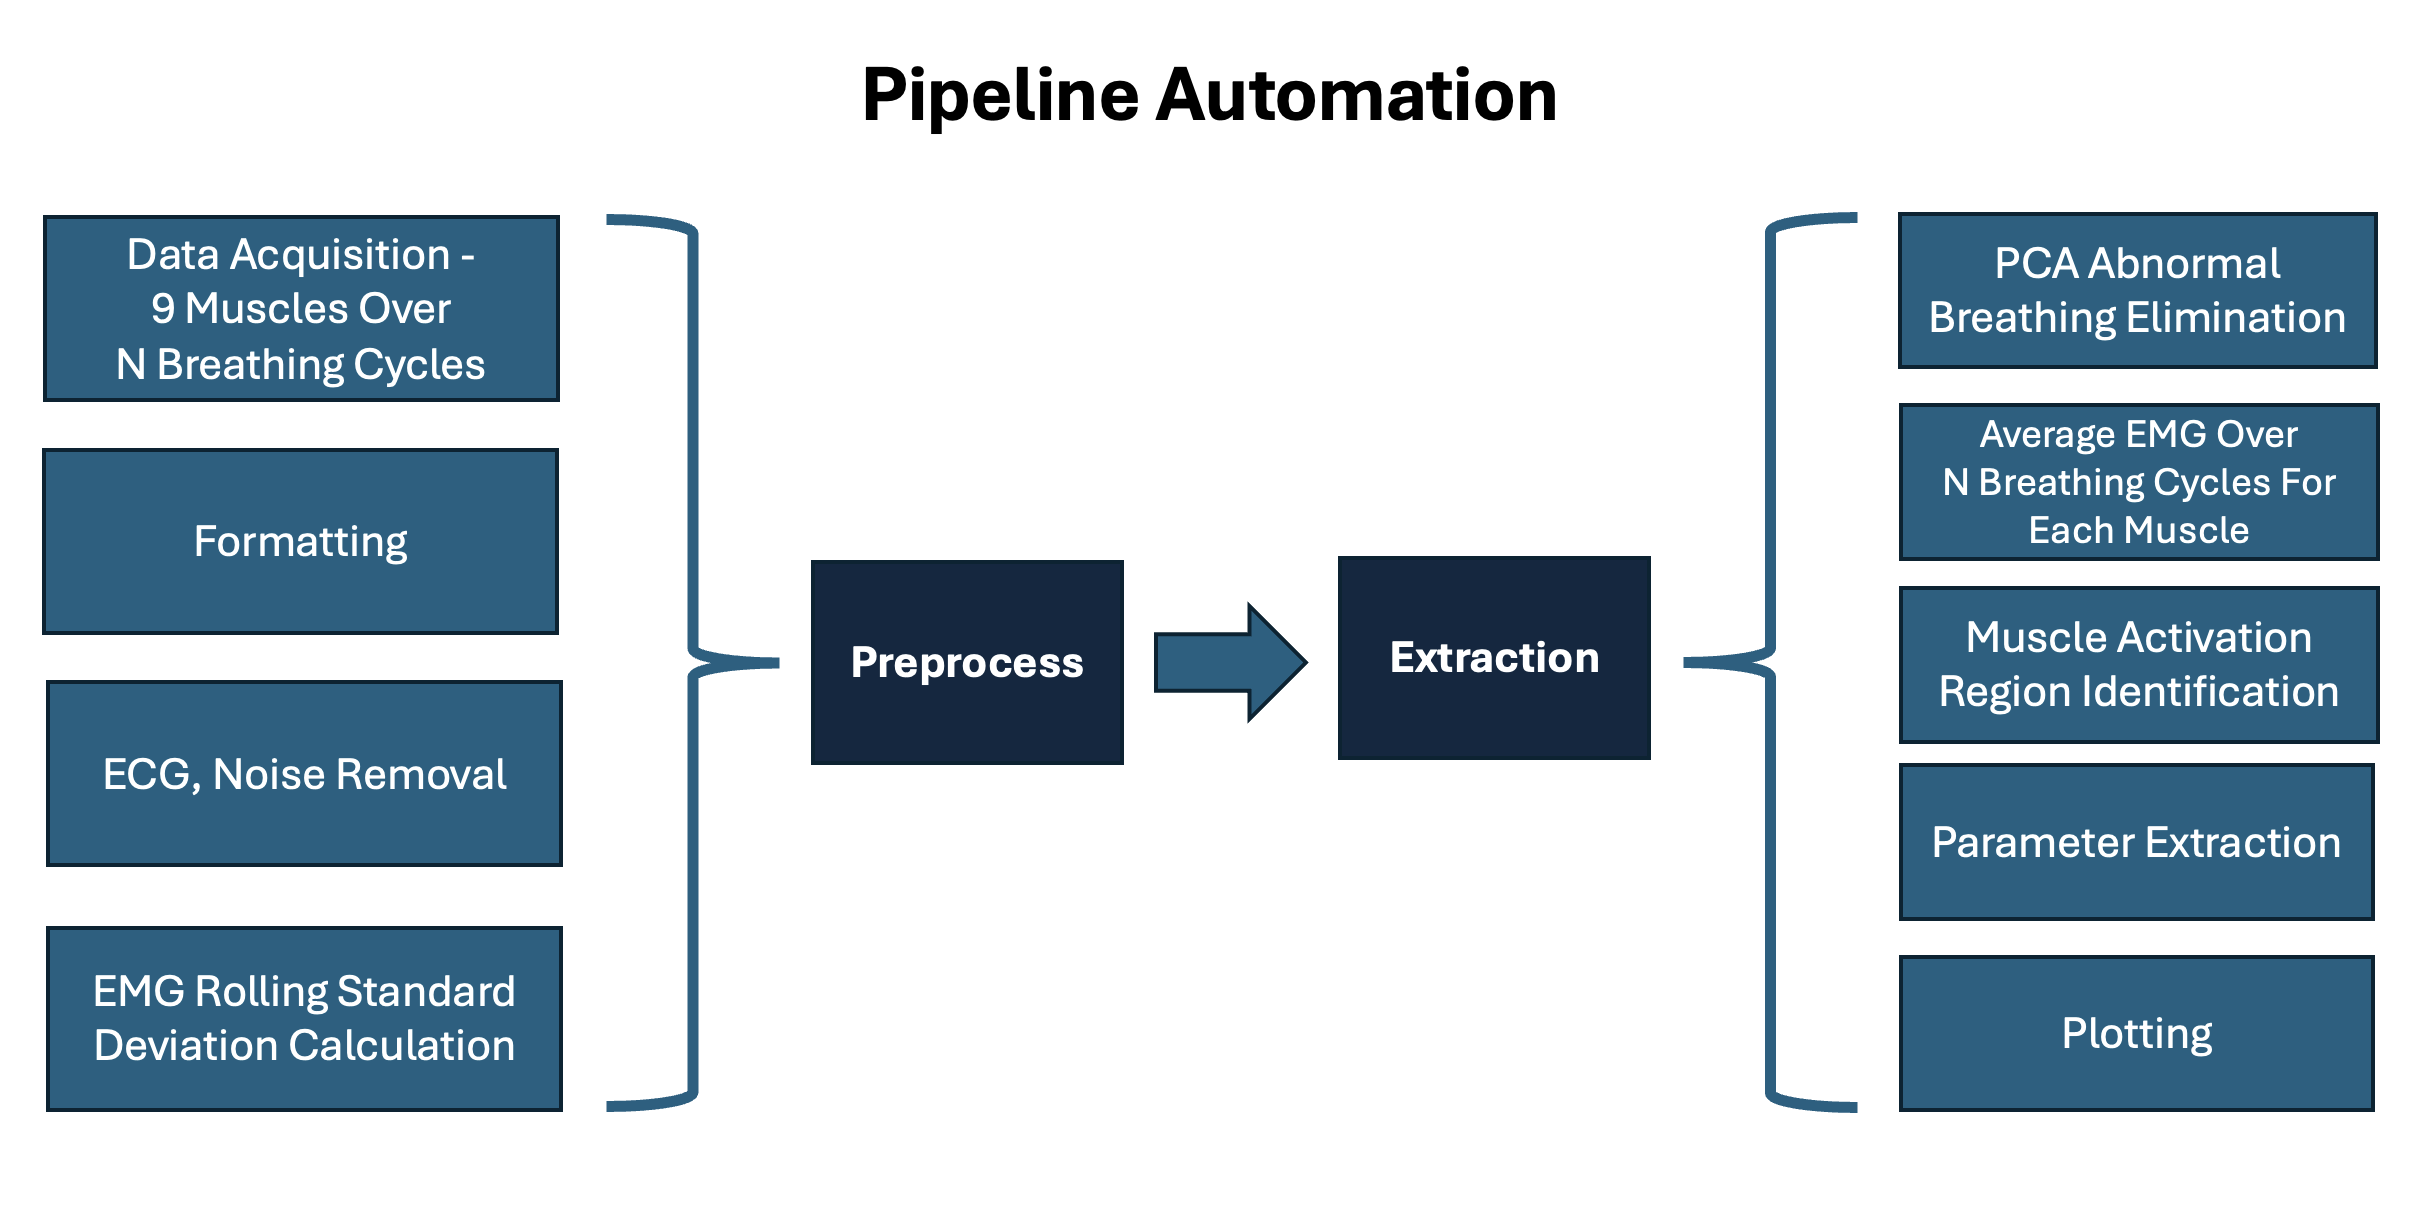 Pipeline Automation
Data Acquisition -
9 Muscles Over
N Breathing Cycles
Formatting
ECG, Noise Removal
EMG Rolling Standard
Deviation Calculation
Preprocess
Extraction
PCA Abnormal
Breathing Elimination
Average EMG Over
N Breathing Cycles For
Each Muscle
Muscle Activation
Region Identification
Parameter Extraction
Plotting